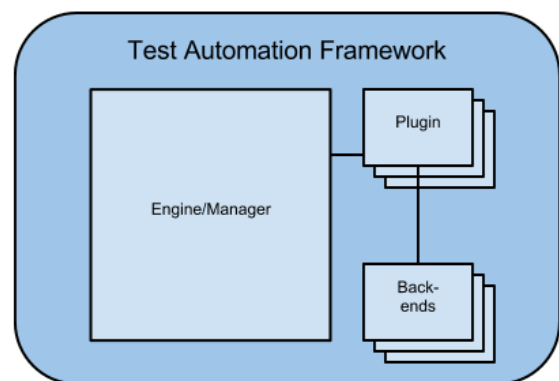 Test Automation Framework
Plugin
Engine/Manager
Back-
ends